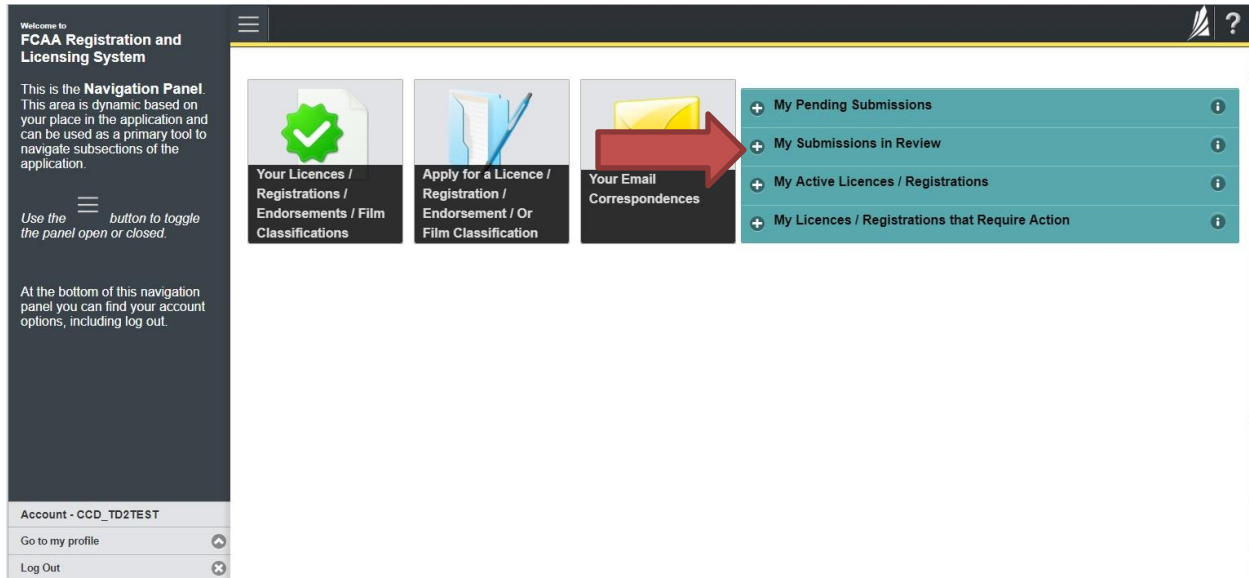 Welcome to
FCAA Registration and
Licensing System
This is the Navigation Panel.
This area is dynamic based on
your place in the application and
can be used as a primary tool to
navigate subsections of the
application.
Use the button to toggle
the panel open or closed.
At the bottom of this navigation
panel you can find your account
options, including log out.
Account - CCD_TD2TEST
Go to my profile
Log Out
?
Your Licences /
Registrations /
Endorsements / Film
Classifications
Apply for a Licence /
Registration /
Endorsement / Or
Film Classification
Your Email
Correspondences
My Pending Submissions
My Submissions in Review
My Active Licences / Registrations
My Licences / Registrations that Require Action